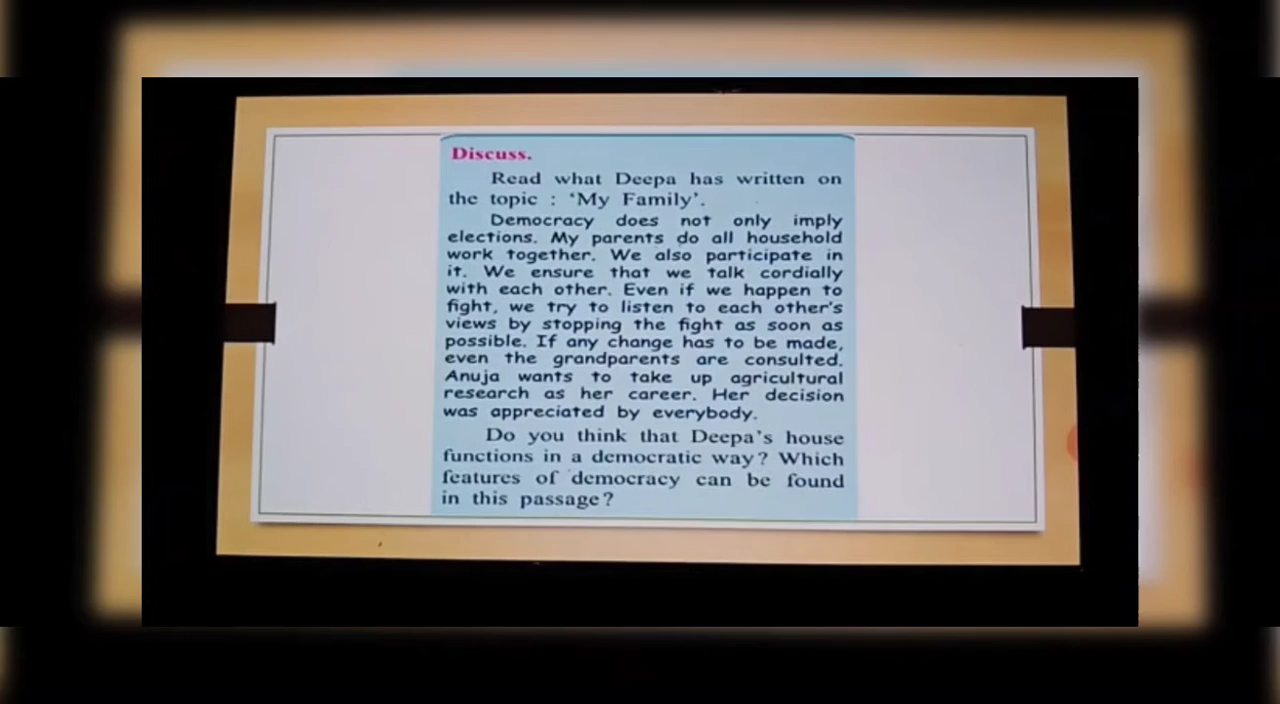 Discuss.
Read what Deepa has written on
the topic : ‘My Family’.
Democracy does not only imply
elections. My parents do all household
work together. We also participate in
it. We ensure that we talk cordially
with each other. Even if we happen to
fight, we try to listen to each other's
views by stopping the fight as soon as
possible. If any change has to be made,
even the grandparents are consulted.
Anuja wants to take up agricultural
research as her career. Her decision
was appreciated by everybody.
Do you think that Deepa’s house
functions in a democratic way? Which
features of democracy can be found
in this passage?